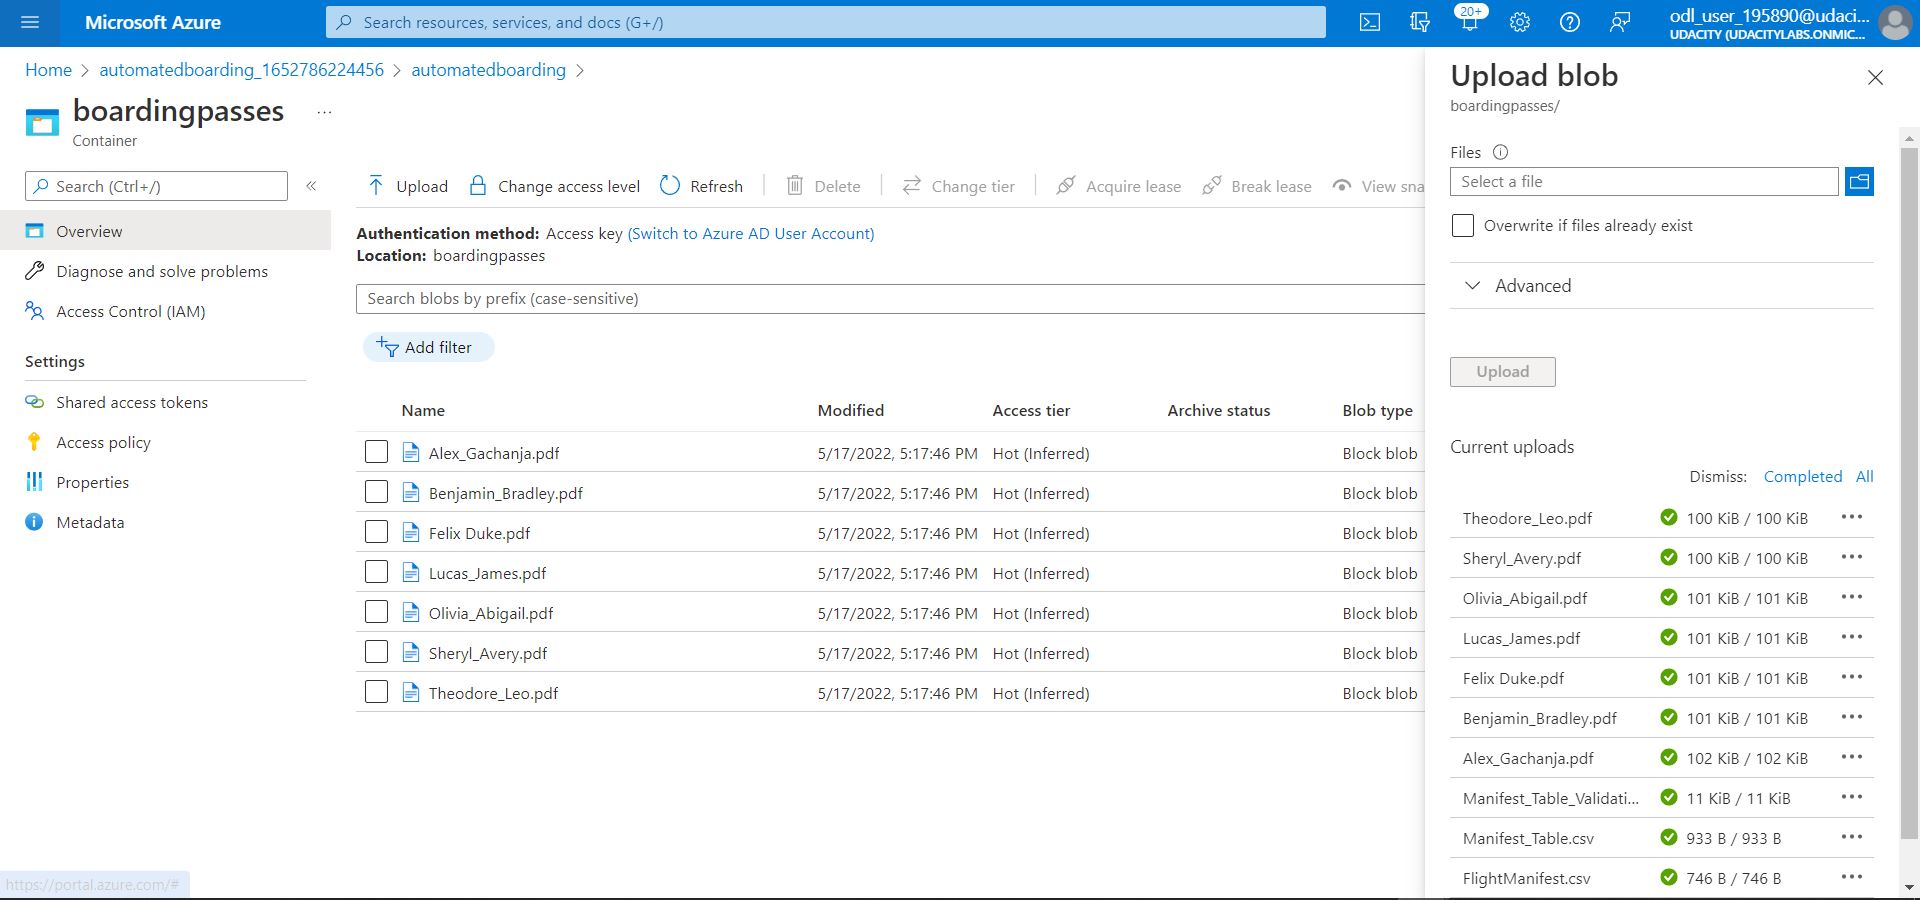 Microsoft Azure
Search resources, services, and docs (G+/)
20+
odl_user_195890@udaci...
UDACITY (UDACITYLABS.ONMIC...
Home > automatedboarding_1652786224456 > automatedboarding >
boardingpasses ...
Container
Search (Ctrl+/) «
Overview
Diagnose and solve problems
Access Control (IAM)
Settings
Shared access tokens
Access policy
Properties
Metadata
https://portal.azure.com/#
Upload Change access level Refresh Delete Change tier Acquire lease Break lease View sna
Authentication method: Access key (Switch to Azure AD User Account)
Location: boardingpasses
Search blobs by prefix (case-sensitive)
Add filter
Name Modified Access tier Archive status Blob type
Alex_Gachanja.pdf 5/17/2022, 5:17:46 PM Hot (Inferred) Block blob
Benjamin_Bradley.pdf 5/17/2022, 5:17:46 PM Hot (Inferred) Block blob
Felix Duke.pdf 5/17/2022, 5:17:46 PM Hot (Inferred) Block blob
Lucas_James.pdf 5/17/2022, 5:17:46 PM Hot (Inferred) Block blob
Olivia_Abigail.pdf 5/17/2022, 5:17:46 PM Hot (Inferred) Block blob
Sheryl_Avery.pdf 5/17/2022, 5:17:46 PM Hot (Inferred) Block blob
Theodore_Leo.pdf 5/17/2022, 5:17:46 PM Hot (Inferred) Block blob
Upload blob
boardingpasses/
Files
Select a file
Overwrite if files already exist
Advanced
Upload
Current uploads
Dismiss: Completed All
Theodore_Leo.pdf 100 KiB / 100 KiB ...
Sheryl_Avery.pdf 100 KiB / 100 KiB ...
Olivia_Abigail.pdf 101 KiB / 101 KiB ...
Lucas_James.pdf 101 KiB / 101 KiB ...
Felix Duke.pdf 101 KiB / 101 KiB ...
Benjamin_Bradley.pdf 101 KiB / 101 KiB ...
Alex_Gachanja.pdf 102 KiB / 102 KiB ...
Manifest_Table_Validati... 11 KiB / 11 KiB ...
Manifest_Table.csv 933 B / 933 B ...
FlightManifest.csv 746 B / 746 B ...